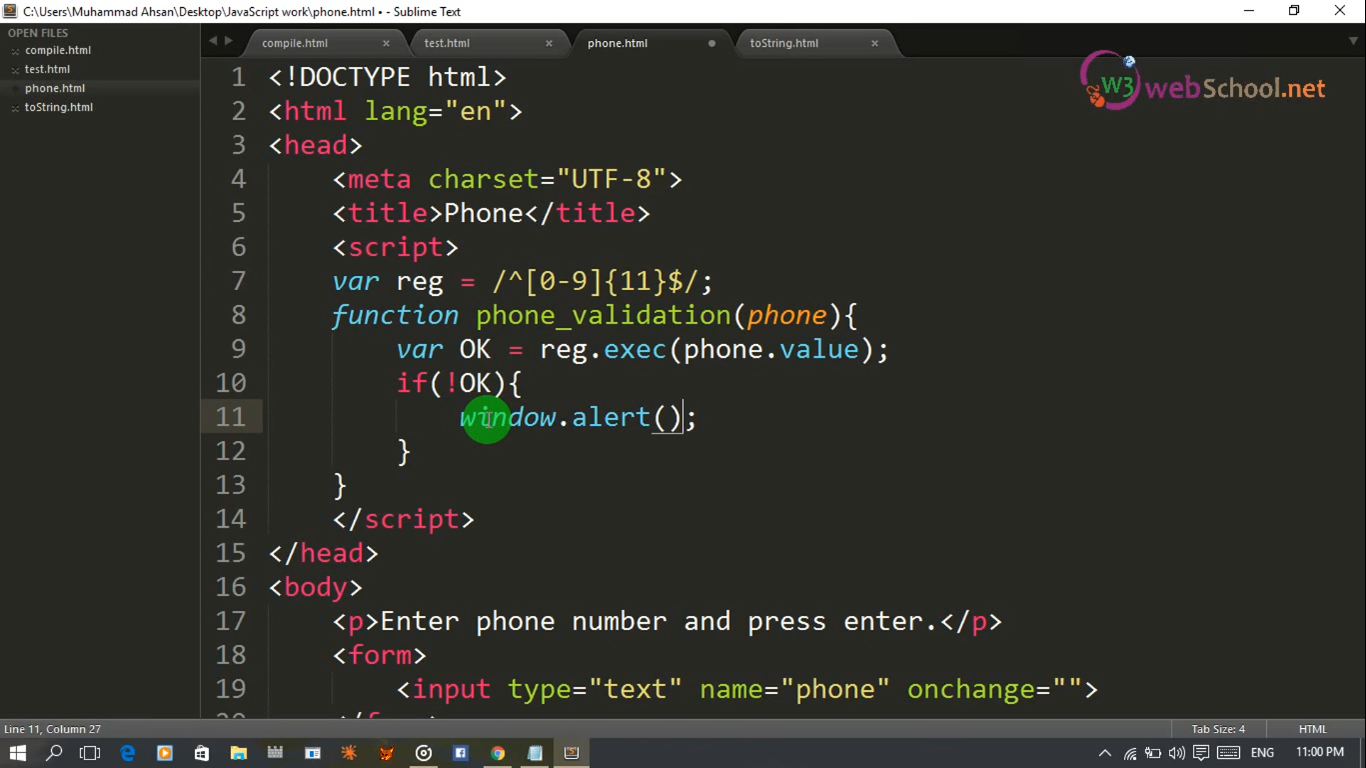 C:\Users\Muhammad Ahsan\Desktop\JavaScript work\phone.html • - Sublime Text
OPEN FILES
compile.html
test.html
phone.html
toString.html
compile.html × test.html × phone.html toString.html ×
W3 webSchool.net
1 <!DOCTYPE html>
2 <html lang="en">
3 <head>
4 <meta charset="UTF-8">
5 <title>Phone</title>
6 <script>
7 var reg = /^[0-9]{11}$/;
8 function phone_validation(phone){
9 var OK = reg.exec(phone.value);
10 if(!OK){
11 window.alert();
12 }
13 }
14 </script>
15 </head>
16 <body>
17 <p>Enter phone number and press enter.</p>
18 <form>
19 <input type="text" name="phone" onchange="">
Line 11, Column 27 Tab Size: 4 HTML
ENG 11:00 PM